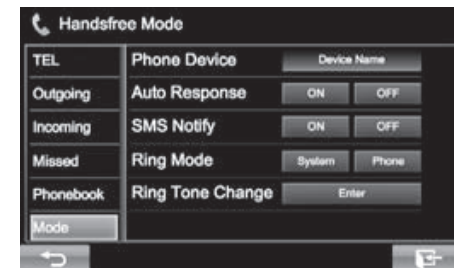 Handsfree Mode
TEL
Phone Device Device Name
Outgoing
Auto Response ON OFF
Incoming
SMS Notify ON OFF
Missed
Ring Mode System Phone
Phonebook
Ring Tone Change Enter
Mode